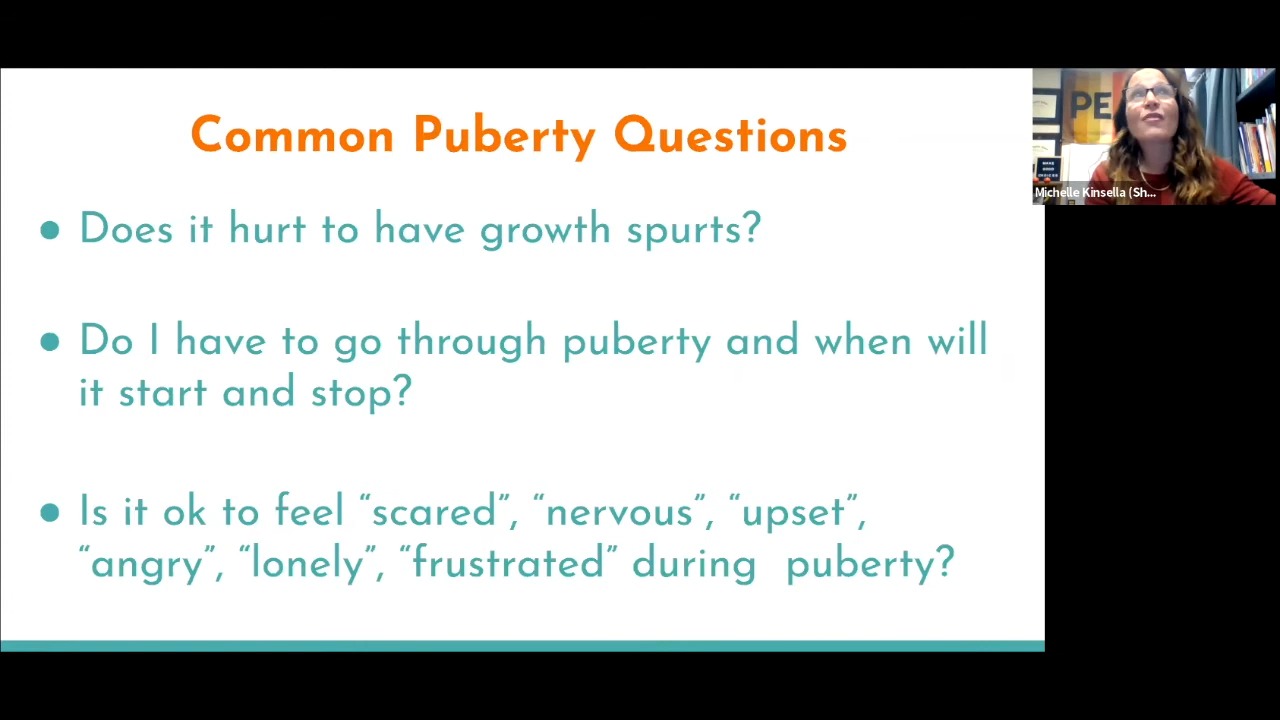 Common Puberty Questions
● Does it hurt to have growth spurts?
● Do I have to go through puberty and when will
it start and stop?
● Is it ok to feel “scared”, “nervous”, “upset”,
“angry”, “lonely”, “frustrated” during  puberty?
PE
Michelle Kinsella (Sh...